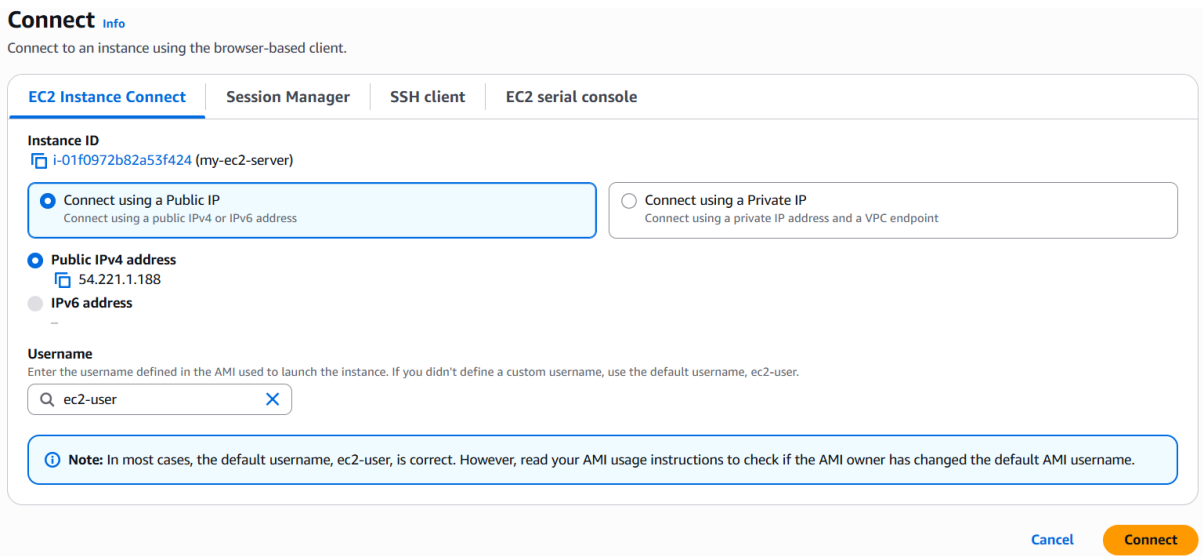 Connect Info
Connect to an instance using the browser-based client.
EC2 Instance Connect
Session Manager
SSH client
EC2 serial console
Instance ID
i-01f0972b82a53f424 (my-ec2-server)
Connect using a Public IP
Connect using a public IPv4 or IPv6 address
Connect using a Private IP
Connect using a private IP address and a VPC endpoint
Public IPv4 address
54.221.1.188
IPv6 address
–
Username
Enter the username defined in the AMI used to launch the instance. If you didn't define a custom username, use the default username, ec2-user.
ec2-user
Note: In most cases, the default username, ec2-user, is correct. However, read your AMI usage instructions to check if the AMI owner has changed the default AMI username.
Cancel
Connect